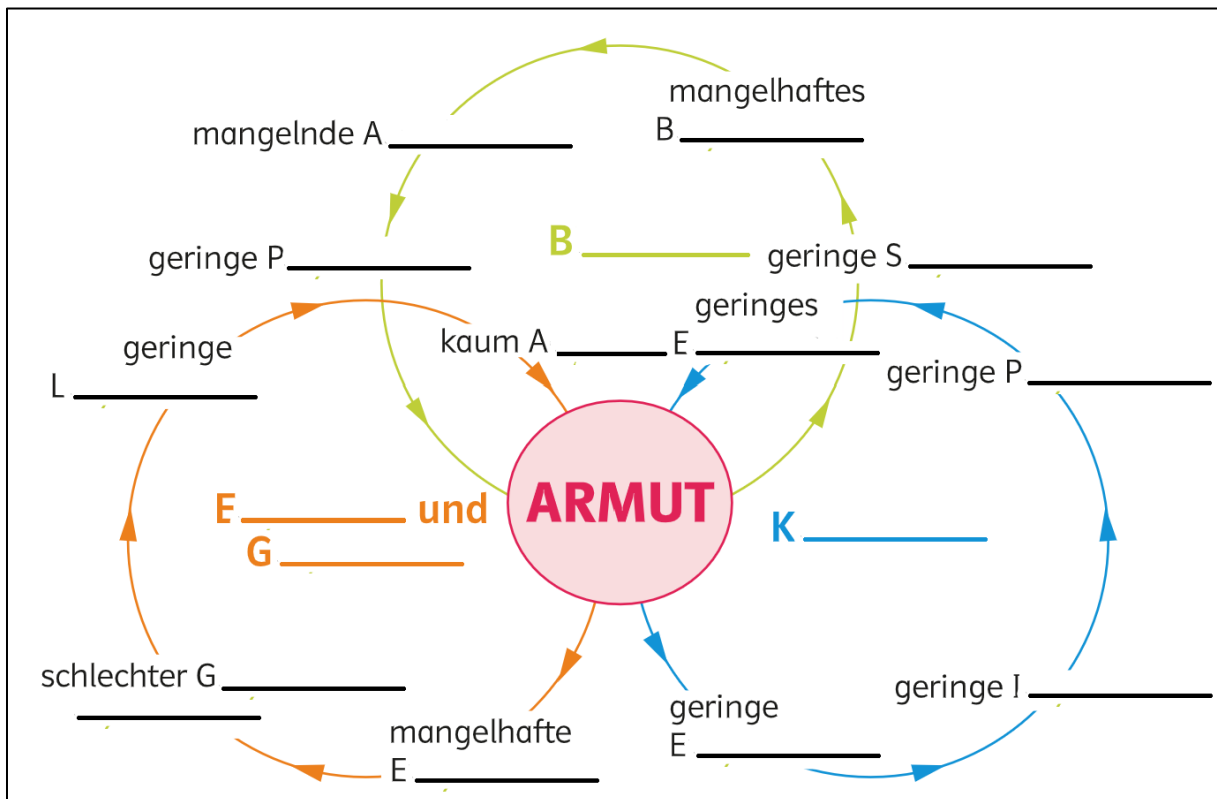 mangelhaftes
B
mangelnde A
B
geringe S
geringe P
geringes
E
kaum A
geringe
L
geringe P
E und
G
ARMUT
K
schlechter G
geringe I
geringe
E
mangelhafte
E